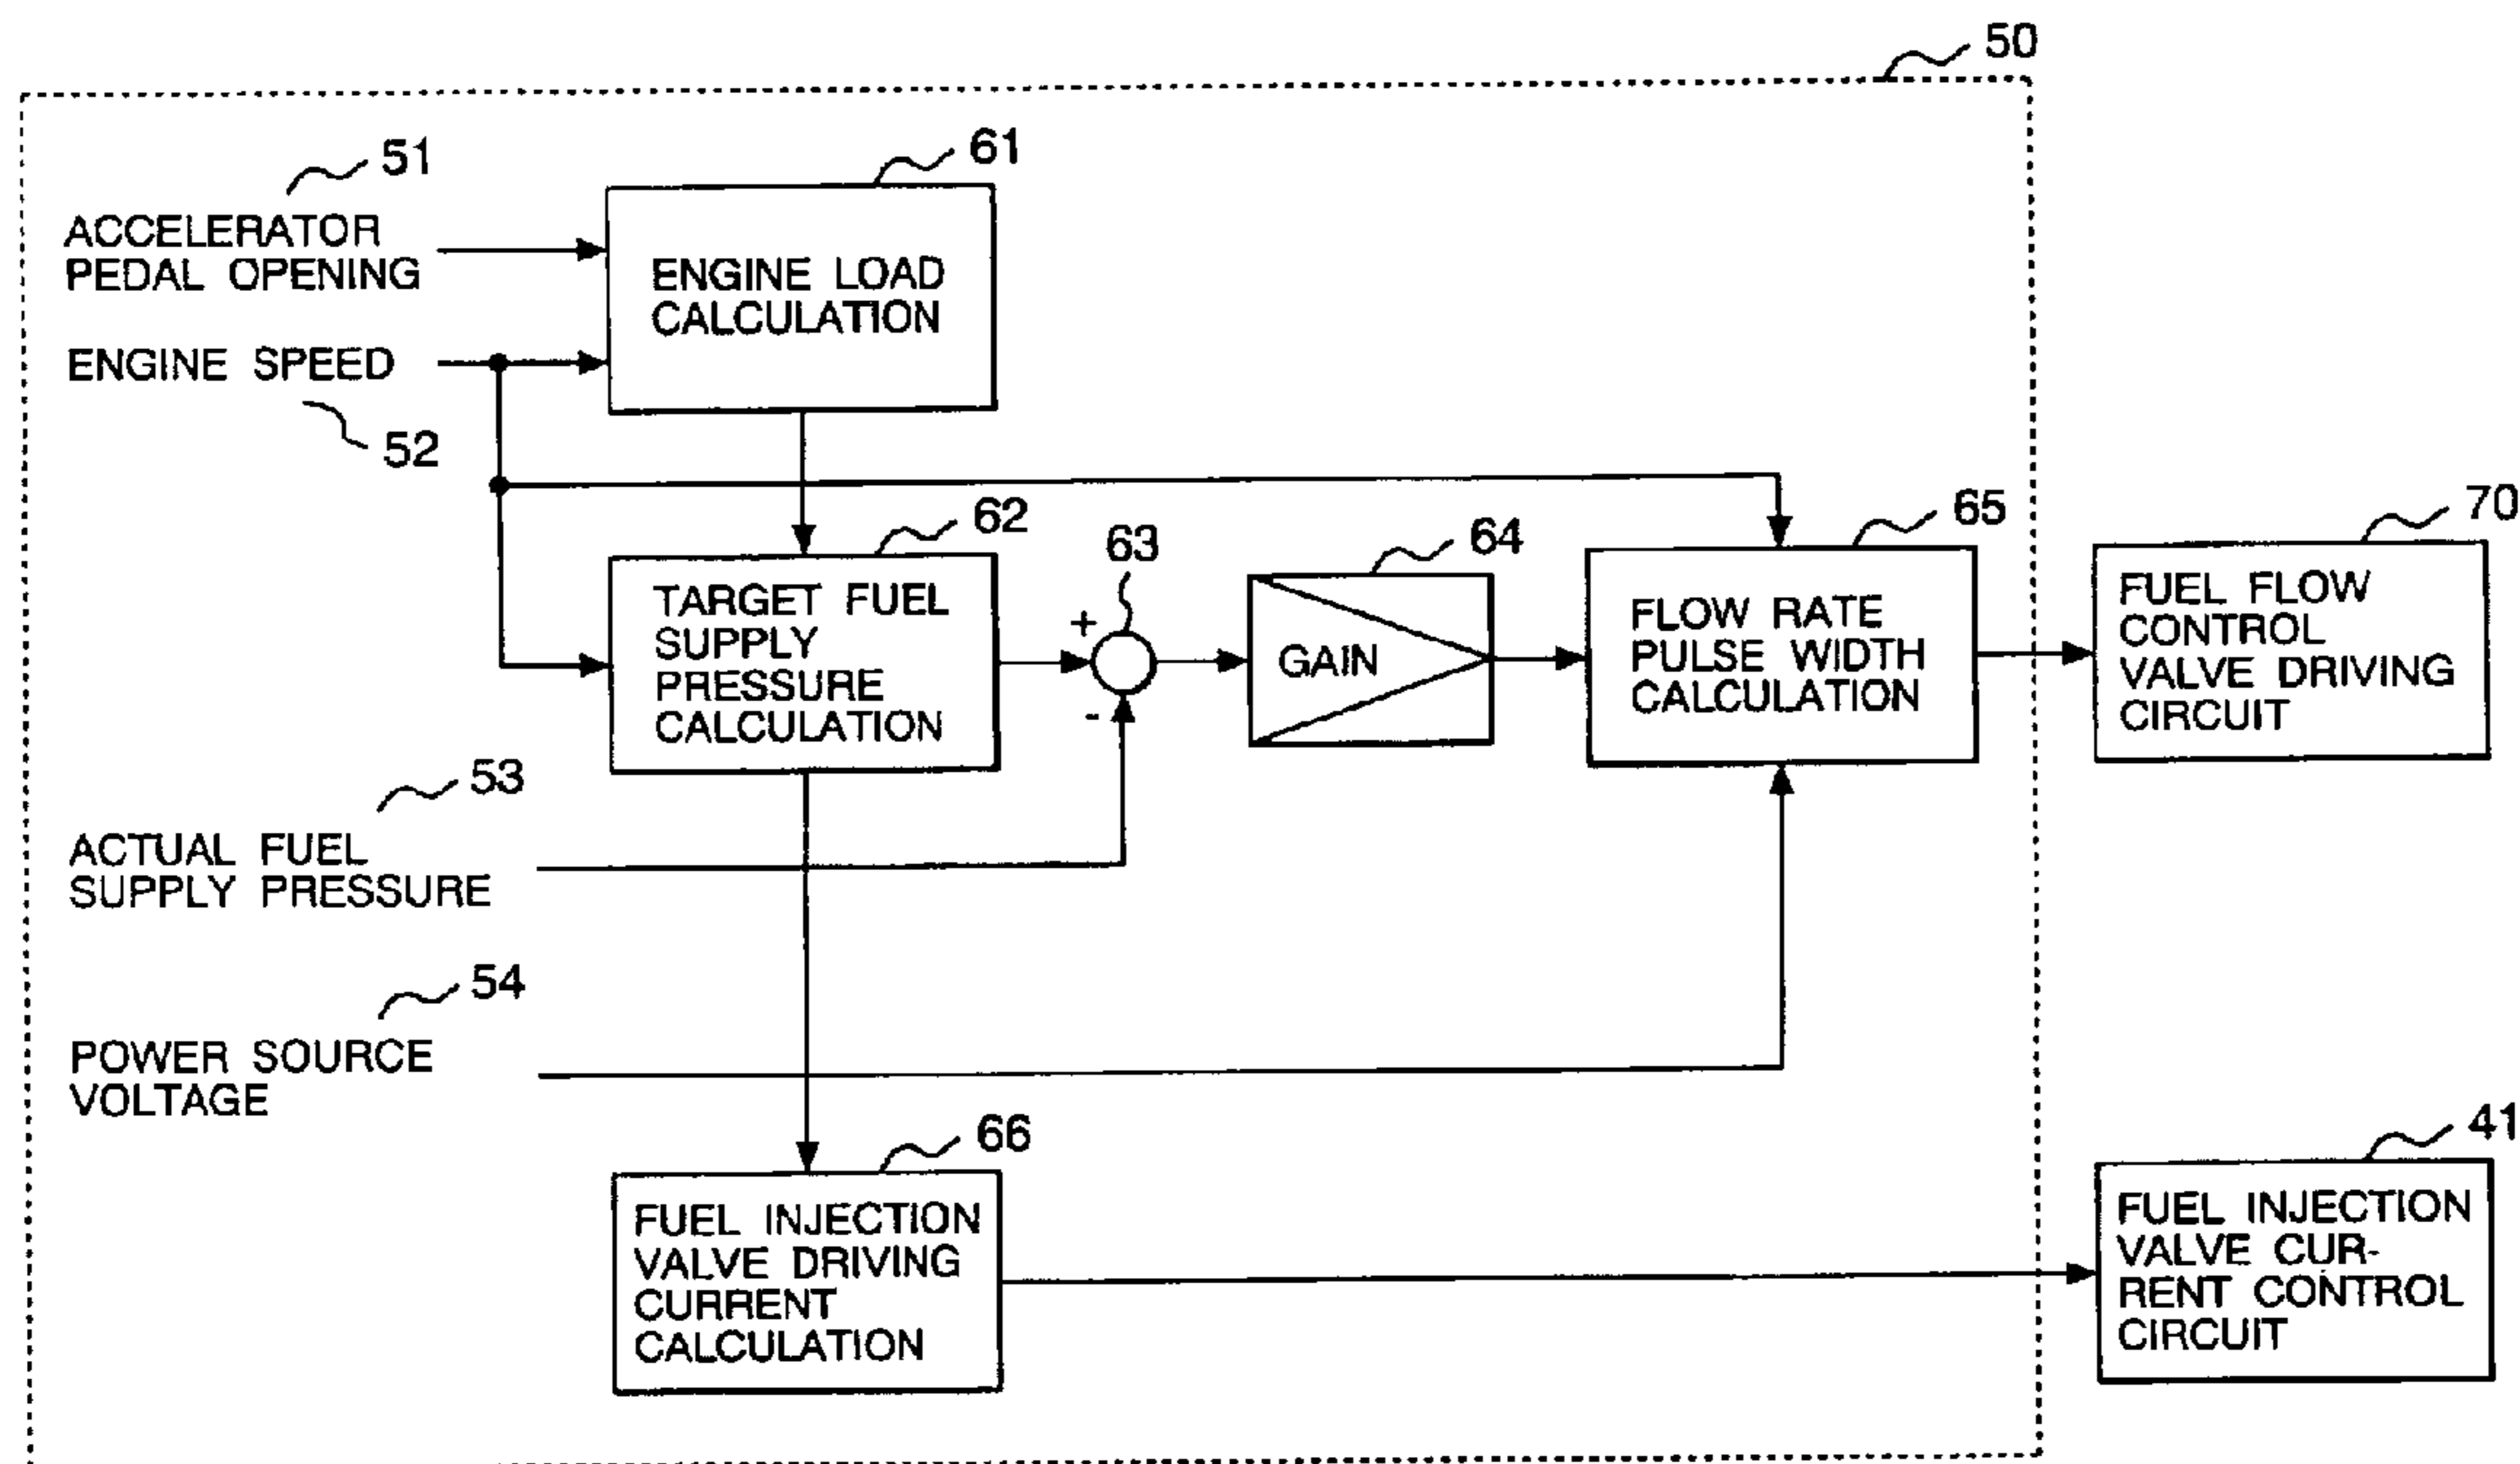 50
51
61
ACCELERATOR
PEDAL OPENING
ENGINE LOAD
CALCULATION
ENGINE SPEED
52
62
63
64
65
70
TARGET FUEL
SUPPLY
PRESSURE
CALCULATION
+
-
GAIN
FLOW RATE
PULSE WIDTH
CALCULATION
FUEL FLOW
CONTROL
VALVE DRIVING
CIRCUIT
53
ACTUAL FUEL
SUPPLY PRESSURE
54
POWER SOURCE
VOLTAGE
66
41
FUEL INJECTION
VALVE DRIVING
CURRENT
CALCULATION
FUEL INJECTION
VALVE CUR-
RENT CONTROL
CIRCUIT